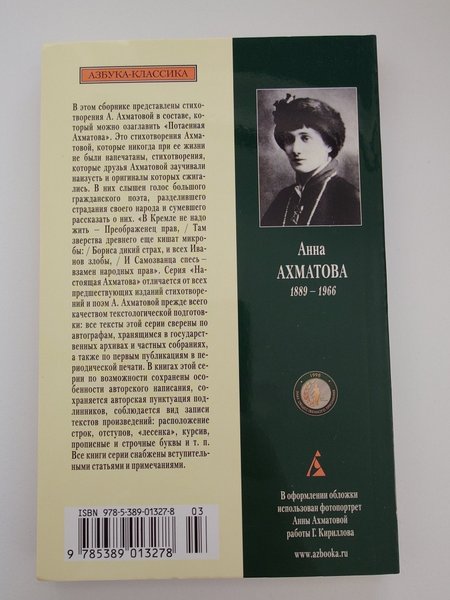 АЗБУКА-КЛАССИКА
В этом сборнике представлены стихо-
творения А. Ахматовой в составе, ко-
торый можно озаглавить «Потаенная
Ахматова». Это стихотворения Ахма-
товой, которые никогда при ее жизни
не были напечатаны, стихотворения,
которые друзья Ахматовой заучивали
наизусть и оригиналы которых сжига-
лись. В них слышен голос большого
гражданского поэта, разделившего
страдания своего народа и сумевшего
рассказать о них. «В Кремле не надо
жить – Преображенец прав, / Там
зверства древнего еще кишат микро-
бы: / Бориса дикий страх, и всех Ива-
нов злобы, / И Самозванца спесь –
взамен народных прав». Серия «На-
стоящая Ахматова» отличается от всех
предшествующих изданий стихотворе-
ний и поэм А. Ахматовой прежде всего
качеством текстологической подготов-
ки: все тексты этой серии сверены по
автографам, хранящимся в государст-
венных архивах и частных собраниях,
а также по первым публикациям в пе-
риодической печати. В книгах этой се-
рии по возможности сохранены осо-
бенности авторского написания, со-
храняется авторская пунктуация под-
линников, соблюдается вид записи
текстов произведений: расположение
строк, отступов, «лесенка», курсив,
прописные и строчные буквы и т. п.
Все книги серии снабжены вступитель-
ными статьями и примечаниями.
ISBN 978-5-389-01327-8
03
9 785389 013278
Анна
АХМАТОВА
1889 – 1966
1998
В оформлении обложки
использован фотопортрет
Анны Ахматовой
работы Г. Кириллова
www.azbooka.ru